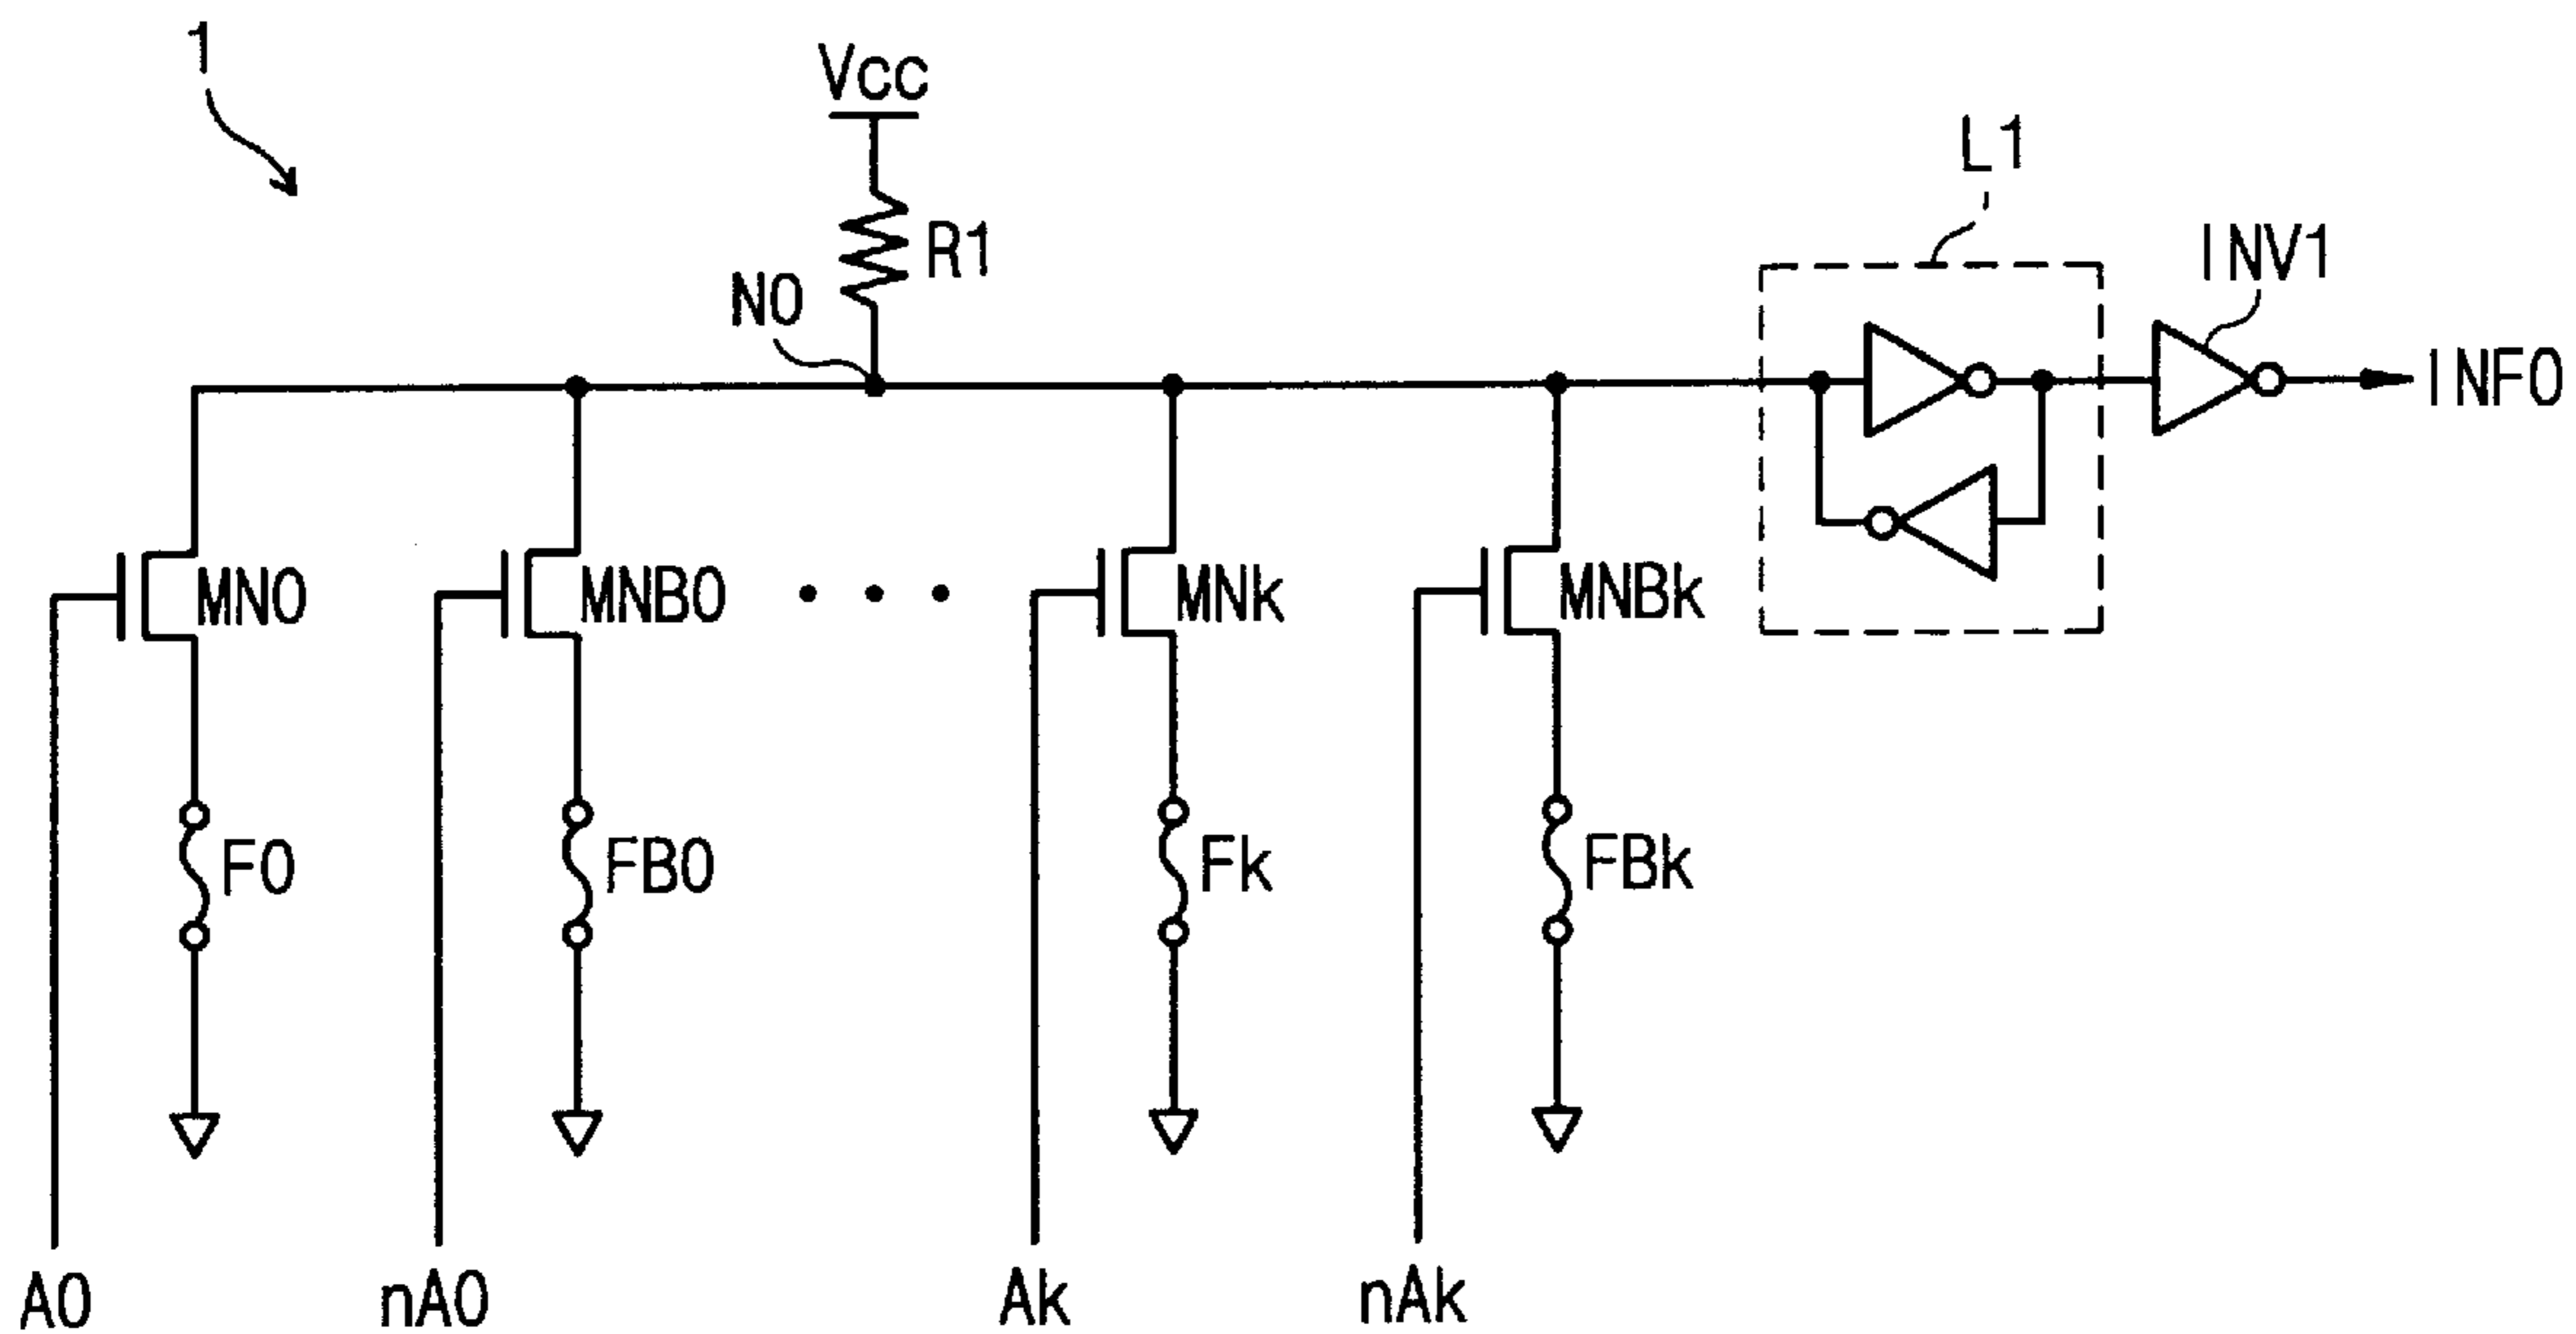 1
Vcc
L1
R1
INV1
N0
INF0
MN0
MNB0
MNk
MNBk
F0
FB0
Fk
FBk
A0
nA0
Ak
nAk